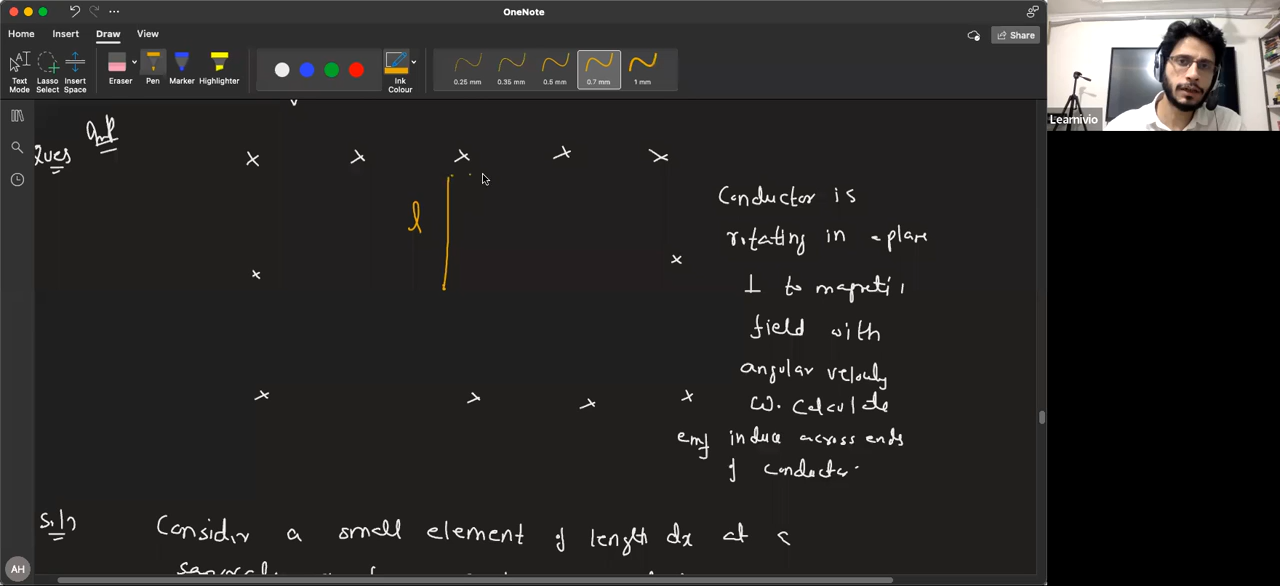 OneNote
Home Insert Draw View
Share
Text Mode
Lasso Select
Insert Space
Eraser
Pen
Marker
Highlighter
Ink Colour
0.25 mm
0.35 mm
0.5 mm
0.7 mm
1 mm
Learnivio
Ques
Imp
l
Conductor is
rotating in a plane
⊥ to magneti
field with
angular velocity
ω. Calculate
emf induce across ends
of conductor.
Soln
Consider a small element of length dx at a
AH